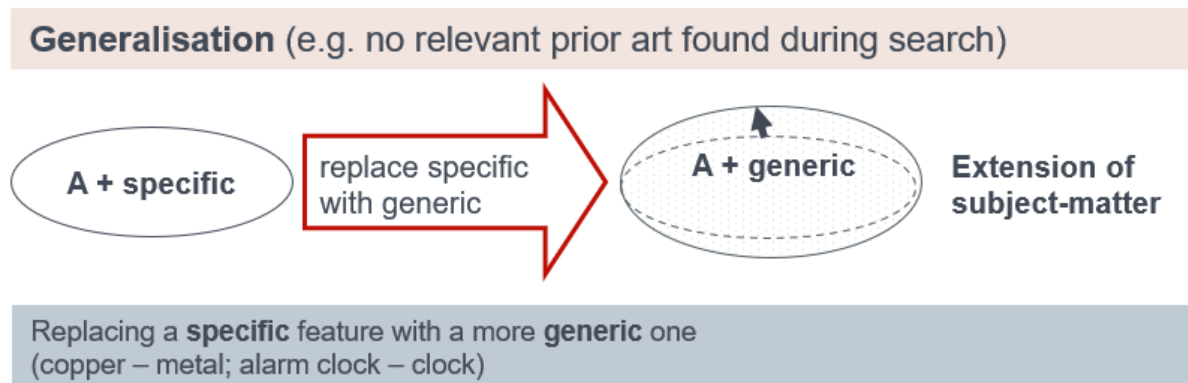 Generalisation (e.g. no relevant prior art found during search)
A + specific
replace specific
with generic
A + generic
Extension of
subject-matter
Replacing a specific feature with a more generic one
(copper – metal; alarm clock – clock)